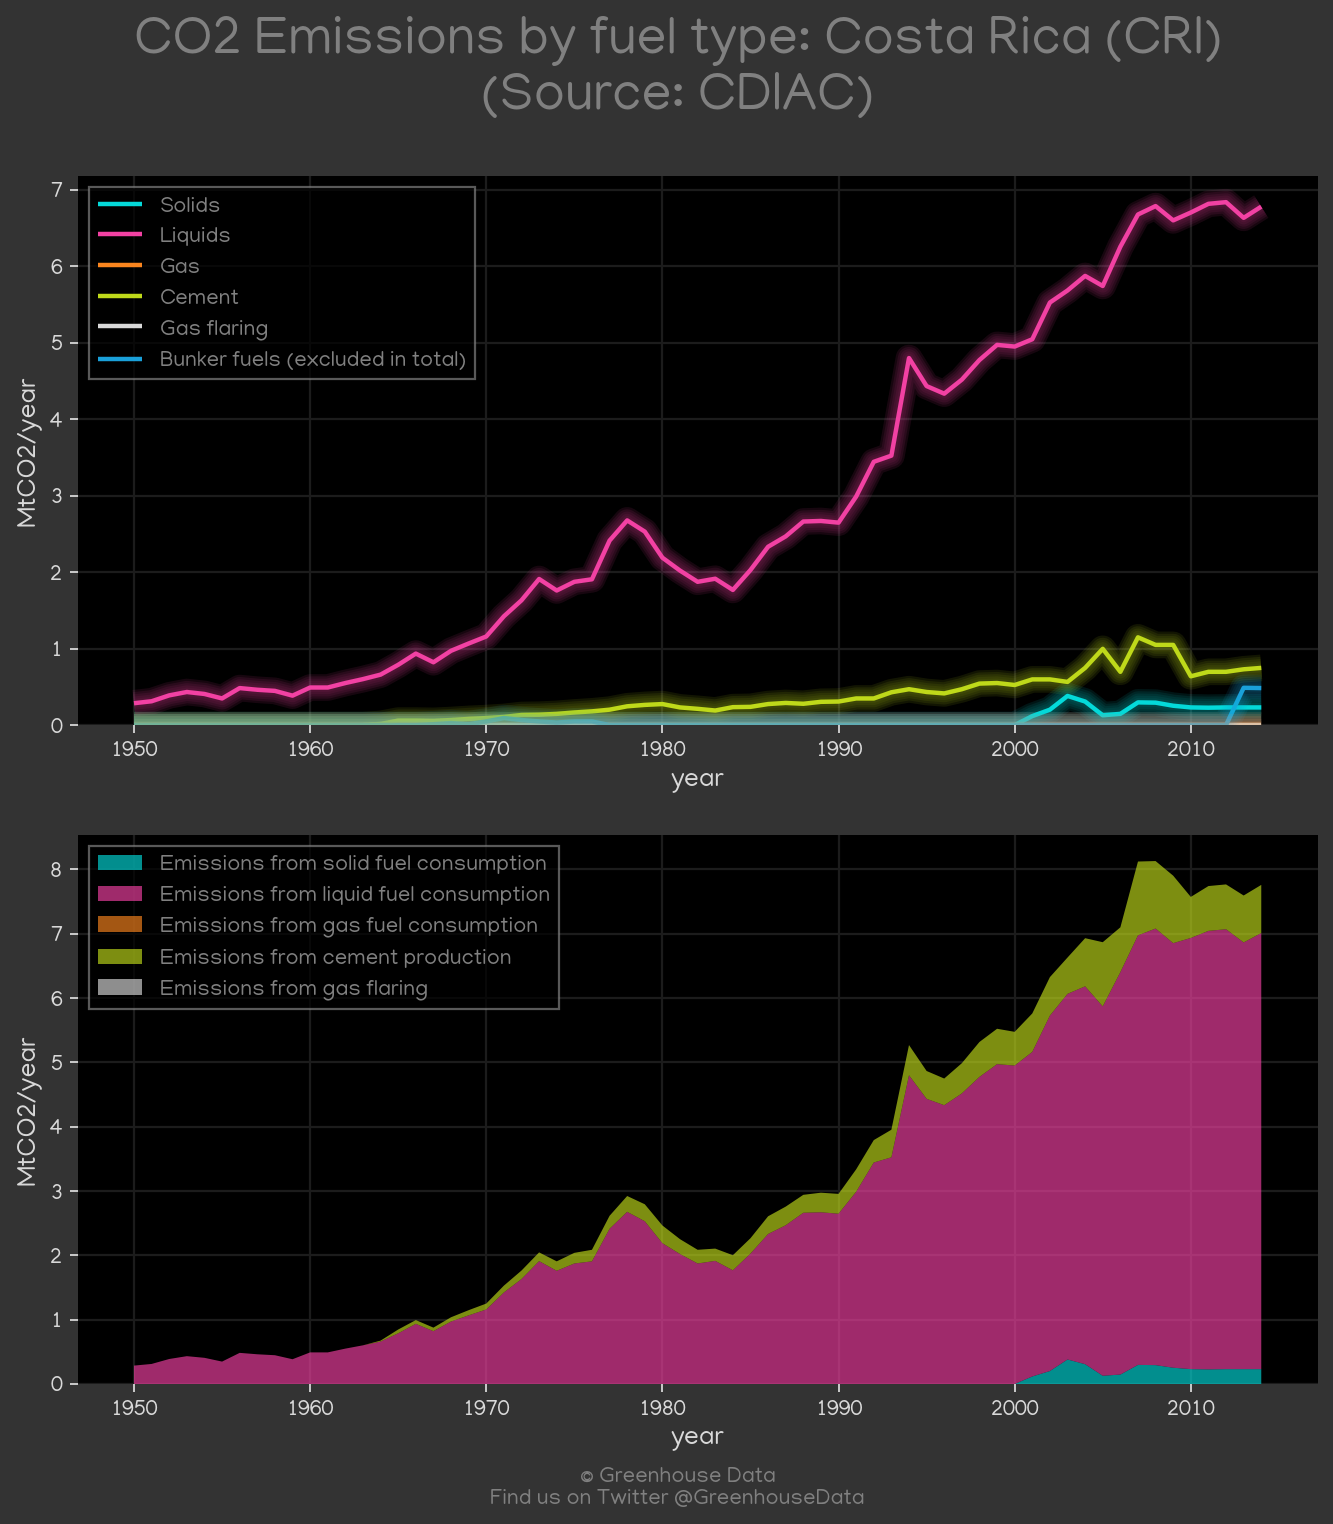 CO2 Emissions by fuel type: Costa Rica (CRI)
(Source: CDIAC)
7
6
5
4
3
2
1
0
MtCO2/year
Solids
Liquids
Gas
Cement
Gas flaring
Bunker fuels (excluded in total)
1950 1960 1970 1980 1990 2000 2010
year
8
7
6
5
4
3
2
1
0
MtCO2/year
Emissions from solid fuel consumption
Emissions from liquid fuel consumption
Emissions from gas fuel consumption
Emissions from cement production
Emissions from gas flaring
1950 1960 1970 1980 1990 2000 2010
year
© Greenhouse Data
Find us on Twitter @GreenhouseData